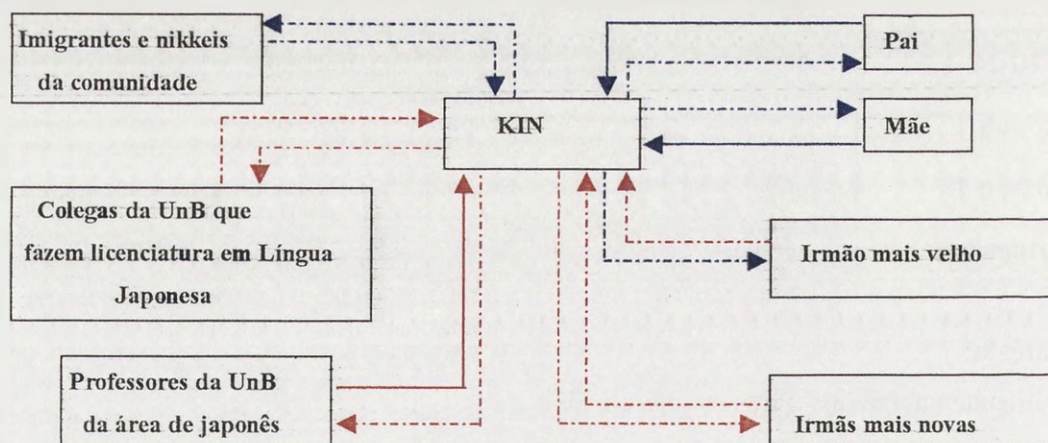 Imigrantes e nikkeis
da comunidade
Pai
KIN
Mãe
Colegas da UnB que
fazem licenciatura em Língua
Japonesa
Irmão mais velho
Professores da UnB
da área de japonês
Irmãs mais novas